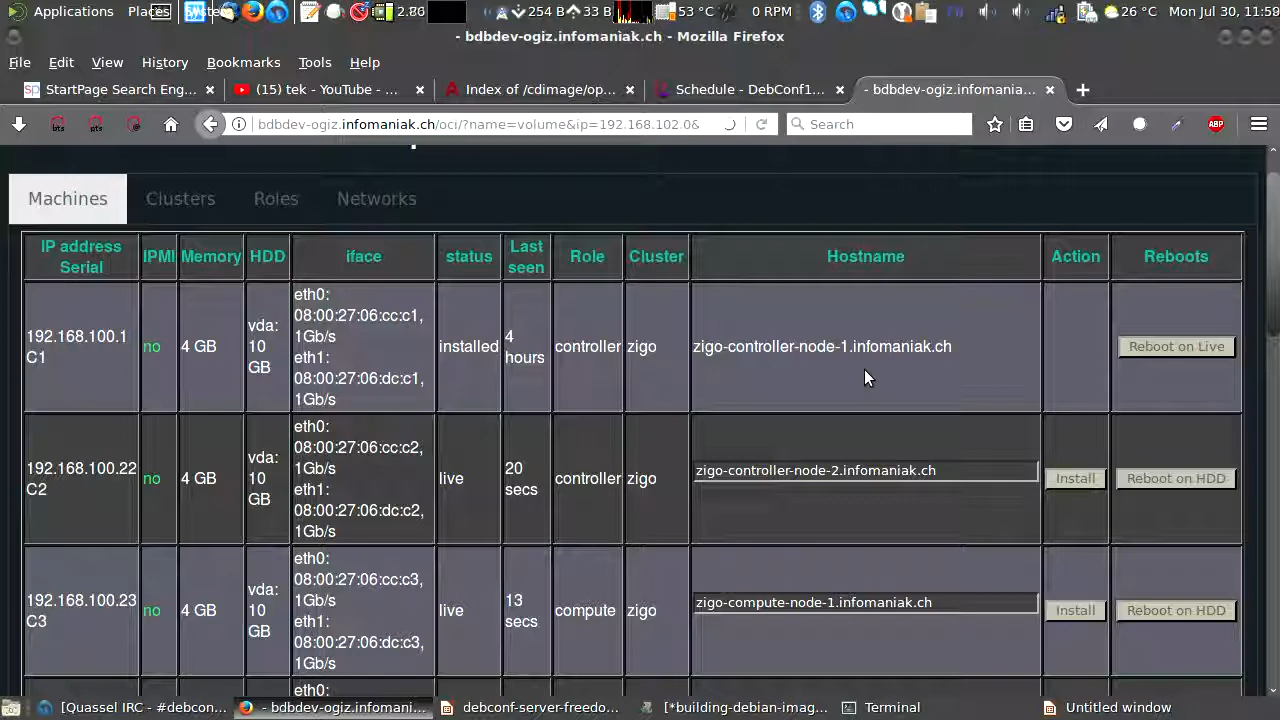 Applications Places System 2.80 254 B 33 B 53 °C 0 RPM 26 °C Mon Jul 30, 11:59
- bdbdev-ogiz.infomaniak.ch - Mozilla Firefox
File Edit View History Bookmarks Tools Help
StartPage Search Eng... (15) tek - YouTube - ... Index of /cdimage/op... Schedule - DebConf1... - bdbdev-ogiz.infomania...
bts pts bdbdev-ogiz.infomaniak.ch/oci/?name=volume&ip=192.168.102.0& Search ABP
Machines Clusters Roles Networks
IP address
Serial
IPMI Memory HDD iface status
Last
seen
Role Cluster Hostname Action Reboots
192.168.100.1
C1
no
4 GB
vda:
10
GB
eth0:
08:00:27:06:cc:c1,
1Gb/s
eth1:
08:00:27:06:dc:c1,
1Gb/s
installed
4
hours
controller
zigo
zigo-controller-node-1.infomaniak.ch
Reboot on Live
192.168.100.22
C2
no
4 GB
vda:
10
GB
eth0:
08:00:27:06:cc:c2,
1Gb/s
eth1:
08:00:27:06:dc:c2,
1Gb/s
live
20
secs
controller
zigo
zigo-controller-node-2.infomaniak.ch
Install
Reboot on HDD
192.168.100.23
C3
no
4 GB
vda:
10
GB
eth0:
08:00:27:06:cc:c3,
1Gb/s
eth1:
08:00:27:06:dc:c3,
1Gb/s
live
13
secs
compute
zigo
zigo-compute-node-1.infomaniak.ch
Install
Reboot on HDD
eth0:
[Quassel IRC - #debcon... - bdbdev-ogiz.infomani... debconf-server-freedo... [*building-debian-imag... Terminal Untitled window